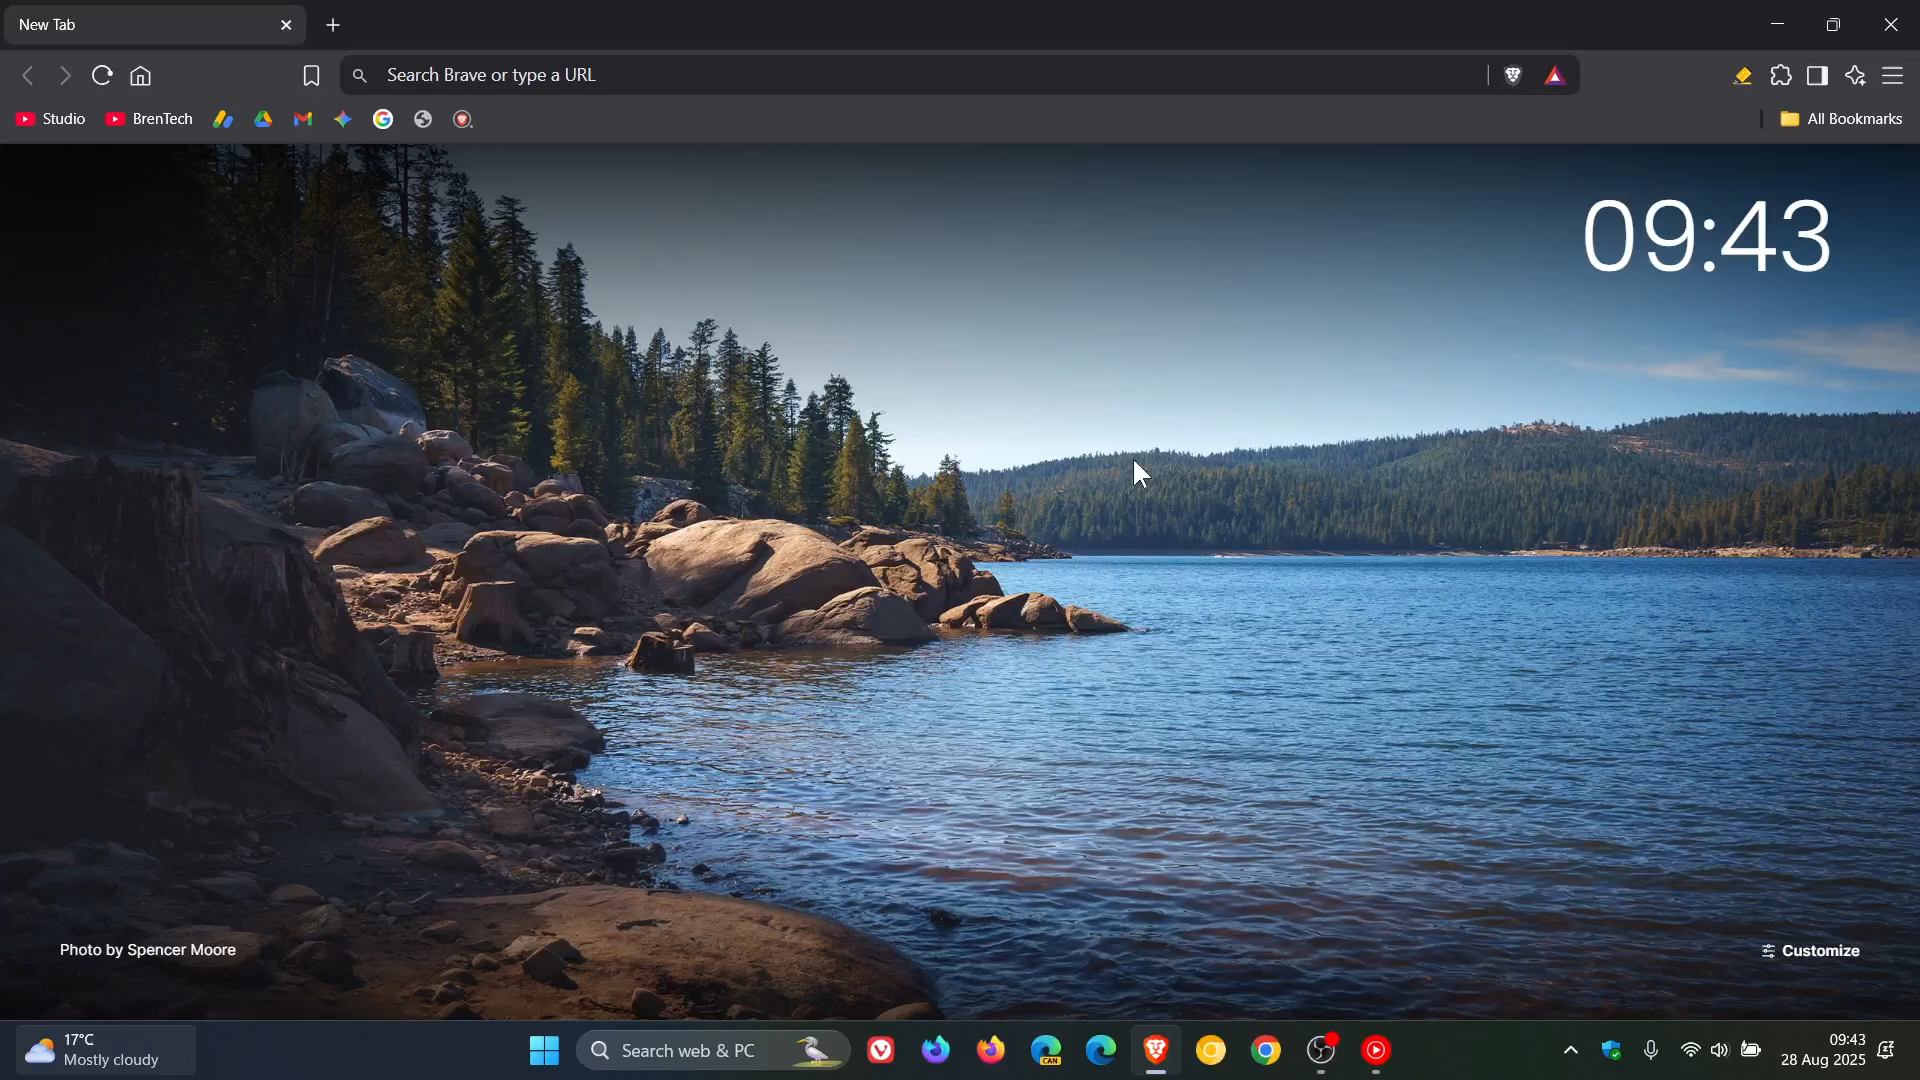 New Tab
Search Brave or type a URL
Studio
BrenTech
All Bookmarks
09:43
Photo by Spencer Moore
Customize
17°C
Mostly cloudy
Search web & PC
CAN
09:43
28 Aug 2025